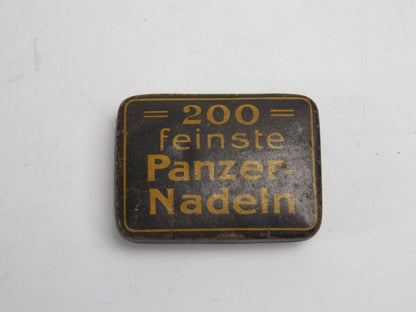 = 200 =
feinste
Panzer-
Nadeln